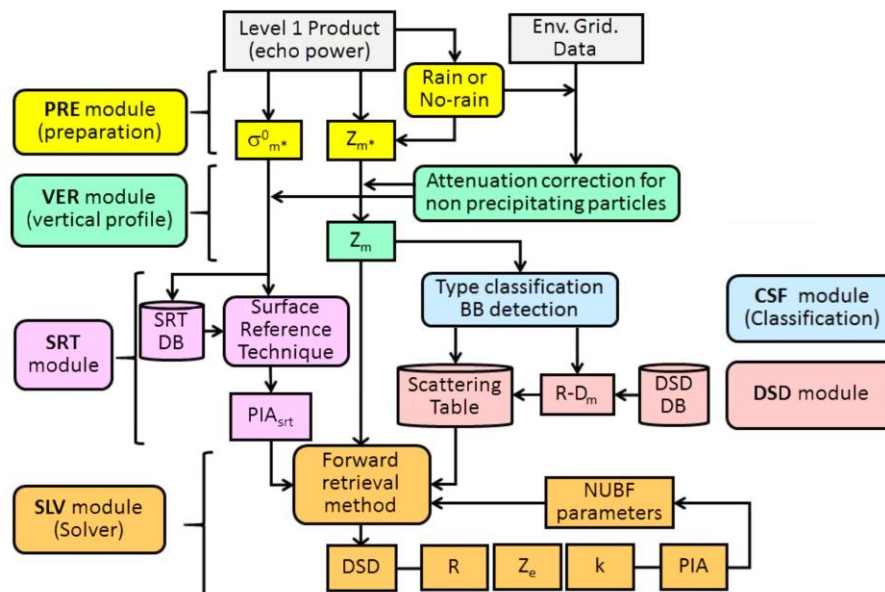 Level 1 Product
(echo power)
Env. Grid.
Data
Rain or
No-rain
PRE module
(preparation)
σ⁰ₘ*
Zₘ*
VER module
(vertical profile)
Attenuation correction for
non precipitating particles
Zₘ
Type classification
BB detection
CSF module
(Classification)
SRT
module
SRT
DB
Surface
Reference
Technique
Scattering
Table
R-Dₘ
DSD
DB
DSD module
PIAsrt
Forward
retrieval
method
NUBF
parameters
SLV module
(Solver)
DSD
R
Zₑ
k
PIA